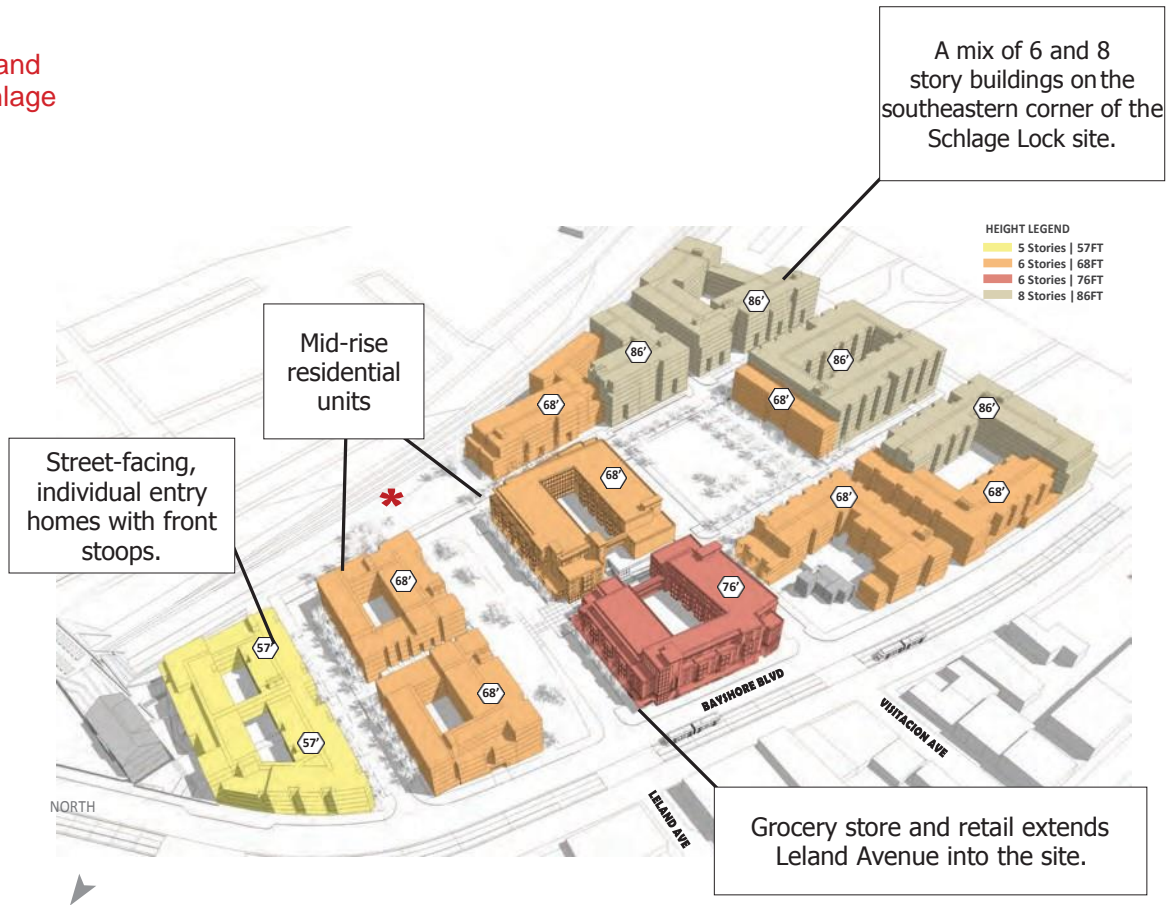 and
hlage
A mix of 6 and 8
story buildings on the
southeastern corner of the
Schlage Lock site.
HEIGHT LEGEND
5 Stories | 57FT
6 Stories | 68FT
6 Stories | 76FT
8 Stories | 86FT
Mid-rise
residential
units
Street-facing,
individual entry
homes with front
stoops.
*
86'
86'
86'
68'
68'
86'
68'
68'
68'
68'
76'
57'
68'
57'
BAYSHORE BLVD
VISITACION AVE
LELAND AVE
NORTH
Grocery store and retail extends
Leland Avenue into the site.